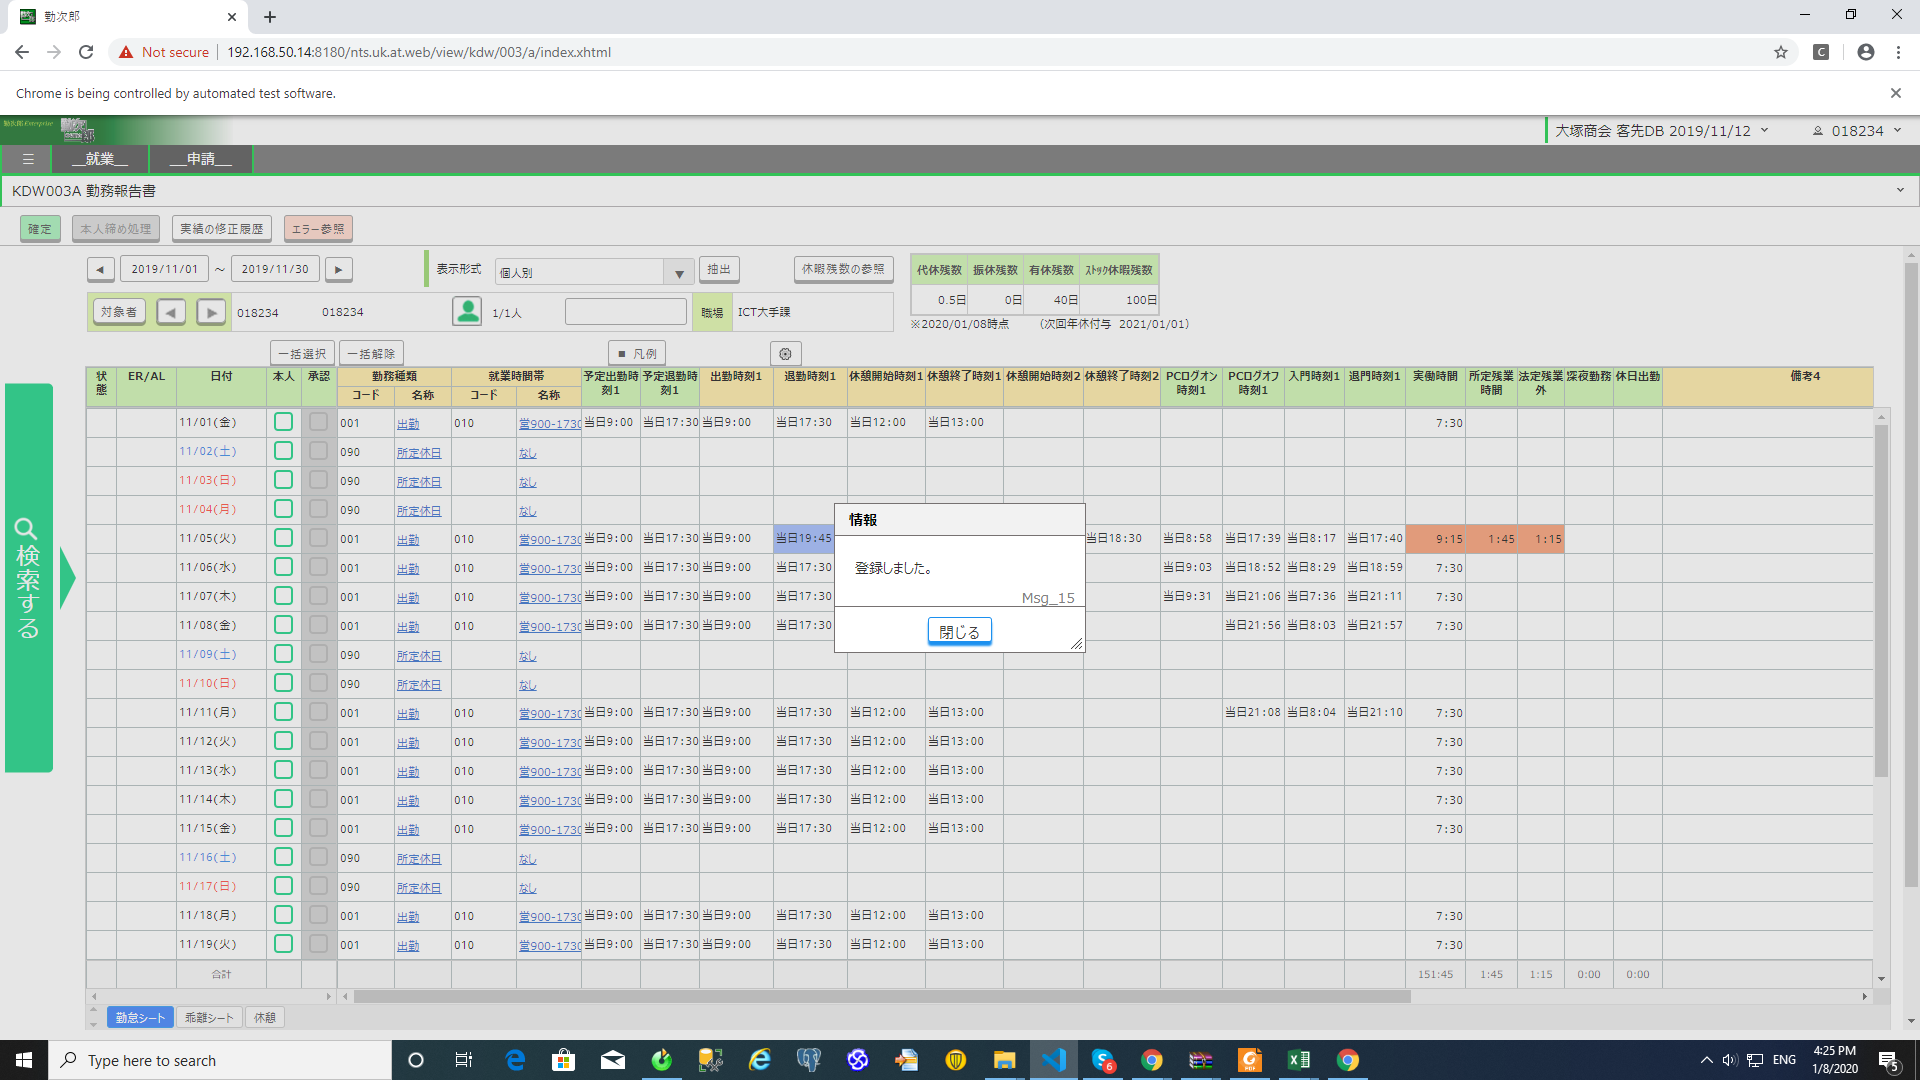 勤次郎
Not secure
192.168.50.14:8180/nts.uk.at.web/view/kdw/003/a/index.xhtml
Chrome is being controlled by automated test software.
大塚商会 客先DB 2019/11/12
018234
☰ __就業__ __申請__
KDW003A 勤務報告書
確定 本人締め処理 実績の修正履歴 エラー参照
◀ 2019/11/01 ～ 2019/11/30 ▶ 表示形式 個人別 ▼ 抽出 休暇残数の参照
代休残数 振休残数 有休残数 ｽﾄｯｸ休暇残数
0.5日 0日 40日 100日
対象者 ◀ ▶ 018234 018234 1/1人 職場 ICT大手課
※2020/01/08時点 （次回年休付与 2021/01/01）
一括選択 一括解除 ■ 凡例
検索する
状態 ER/AL 日付 本人 承認 勤務種類 コード 名称 就業時間帯 コード 名称 予定出勤時刻1 予定退勤時刻1 出勤時刻1 退勤時刻1 休憩開始時刻1 休憩終了時刻1 休憩開始時刻2 休憩終了時刻2 PCログオン時刻1 PCログオフ時刻1 入門時刻1 退門時刻1 実働時間 所定残業時間 法定残業外 深夜勤務 休日出勤 備考4
11/01(金) 001 出勤 010 営900-1730 当日9:00 当日17:30 当日9:00 当日17:30 当日12:00 当日13:00 7:30
11/02(土) 090 所定休日 なし
11/03(日) 090 所定休日 なし
11/04(月) 090 所定休日 なし
11/05(火) 001 出勤 010 営900-1730 当日9:00 当日17:30 当日9:00 当日19:45 当日18:30 当日8:58 当日17:39 当日8:17 当日17:40 9:15 1:45 1:15
11/06(水) 001 出勤 010 営900-1730 当日9:00 当日17:30 当日9:00 当日17:30 当日9:03 当日18:52 当日8:29 当日18:59 7:30
11/07(木) 001 出勤 010 営900-1730 当日9:00 当日17:30 当日9:00 当日17:30 当日9:31 当日21:06 当日7:36 当日21:11 7:30
11/08(金) 001 出勤 010 営900-1730 当日9:00 当日17:30 当日9:00 当日17:30 当日21:56 当日8:03 当日21:57 7:30
11/09(土) 090 所定休日 なし
11/10(日) 090 所定休日 なし
11/11(月) 001 出勤 010 営900-1730 当日9:00 当日17:30 当日9:00 当日17:30 当日12:00 当日13:00 当日21:08 当日8:04 当日21:10 7:30
11/12(火) 001 出勤 010 営900-1730 当日9:00 当日17:30 当日9:00 当日17:30 当日12:00 当日13:00 7:30
11/13(水) 001 出勤 010 営900-1730 当日9:00 当日17:30 当日9:00 当日17:30 当日12:00 当日13:00 7:30
11/14(木) 001 出勤 010 営900-1730 当日9:00 当日17:30 当日9:00 当日17:30 当日12:00 当日13:00 7:30
11/15(金) 001 出勤 010 営900-1730 当日9:00 当日17:30 当日9:00 当日17:30 当日12:00 当日13:00 7:30
11/16(土) 090 所定休日 なし
11/17(日) 090 所定休日 なし
11/18(月) 001 出勤 010 営900-1730 当日9:00 当日17:30 当日9:00 当日17:30 当日12:00 当日13:00 7:30
11/19(火) 001 出勤 010 営900-1730 当日9:00 当日17:30 当日9:00 当日17:30 当日12:00 当日13:00 7:30
合計 151:45 1:45 1:15 0:00 0:00
情報
登録しました。
Msg_15
閉じる
勤怠シート 乖離シート 休憩
Type here to search
6
ENG
4:25 PM
1/8/2020
5